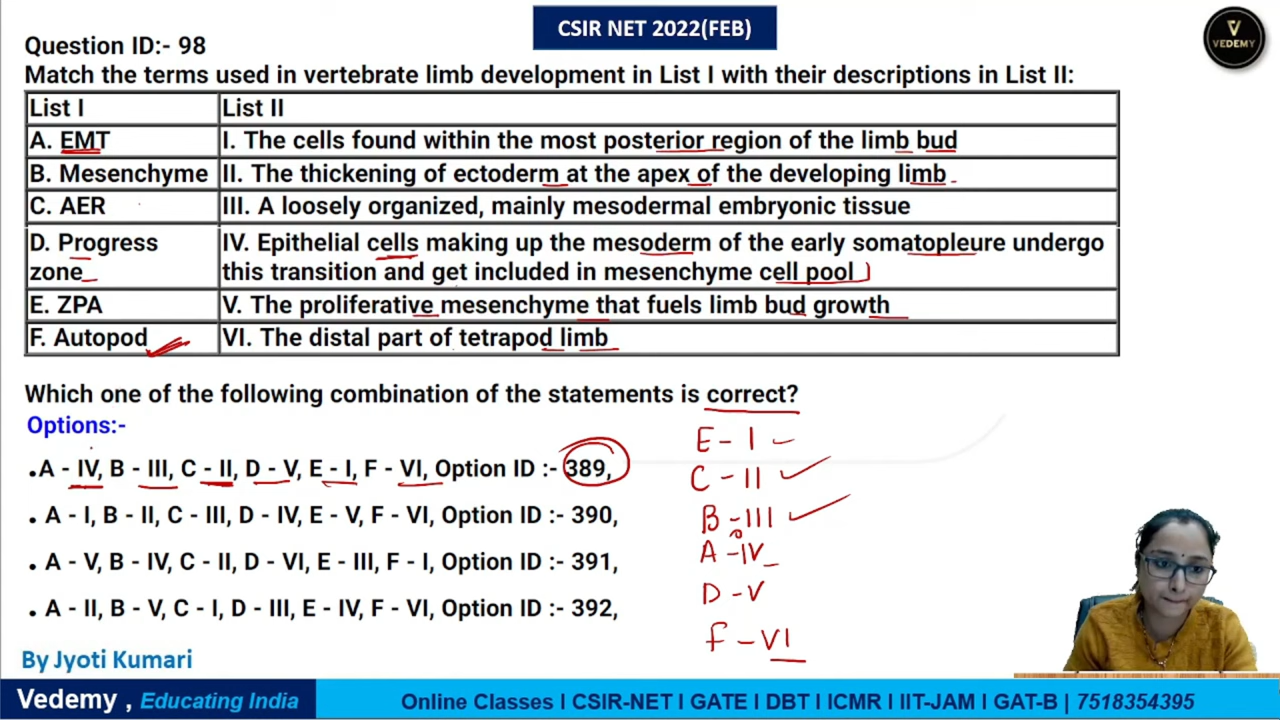 CSIR NET 2022(FEB)
VEDEMY
Question ID:- 98
Match the terms used in vertebrate limb development in List I with their descriptions in List II:
List I List II
A. EMT I. The cells found within the most posterior region of the limb bud
B. Mesenchyme II. The thickening of ectoderm at the apex of the developing limb
C. AER III. A loosely organized, mainly mesodermal embryonic tissue
D. Progress zone IV. Epithelial cells making up the mesoderm of the early somatopleure undergo
this transition and get included in mesenchyme cell pool
E. ZPA V. The proliferative mesenchyme that fuels limb bud growth
F. Autopod VI. The distal part of tetrapod limb
Which one of the following combination of the statements is correct?
Options:-
.A - IV, B - III, C - II, D - V, E - I, F - VI, Option ID :- 389,
. A - I, B - II, C - III, D - IV, E - V, F - VI, Option ID :- 390,
. A - V, B - IV, C - II, D - VI, E - III, F - I, Option ID :- 391,
. A - II, B - V, C - I, D - III, E - IV, F - VI, Option ID :- 392,
E - I
C - II
B - III
A - IV
D - V
F - VI
By Jyoti Kumari
Vedemy , Educating India
Online Classes I CSIR-NET I GATE I DBT I ICMR I IIT-JAM I GAT-B I 7518354395